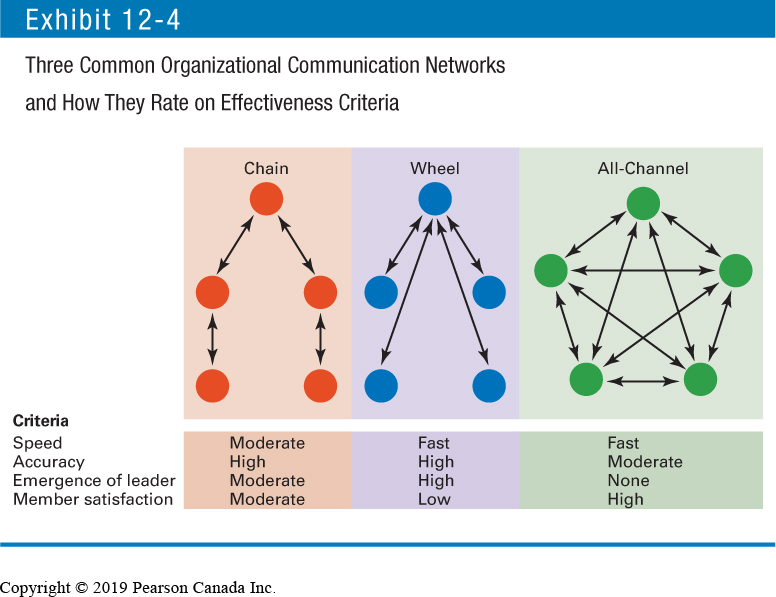 Exhibit 12-4
Three Common Organizational Communication Networks
and How They Rate on Effectiveness Criteria
Chain Wheel All-Channel
Criteria
Speed Moderate Fast Fast
Accuracy High High Moderate
Emergence of leader Moderate High None
Member satisfaction Moderate Low High
Copyright © 2019 Pearson Canada Inc.